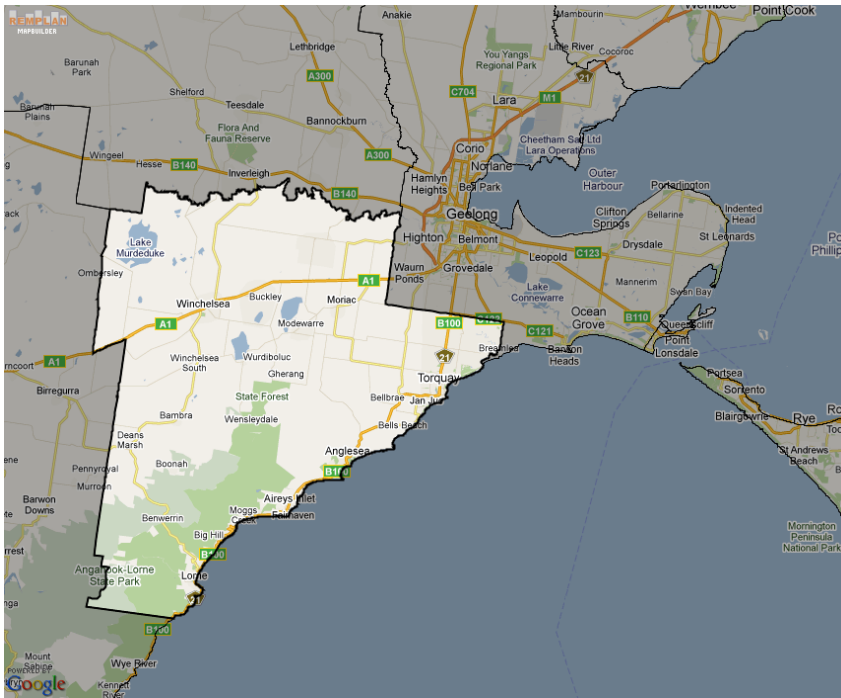 REMPLAN
MAPBUILDER
Anakie
Mambourin
Werribee
Point Cook
Lethbridge
Little River
Cocoroc
Barunah
Park
A300
You Yangs
Regional Park
21
Shelford
C704
Lara
M1
Teesdale
Barunah
Plains
Bannockburn
Flora And
Fauna Reserve
Cheetham Salt Ltd
Lara Operations
Corio
Wingeel
Hesse
B140
A300
Norlane
Inverleigh
Hamlyn
Heights
Bell Park
Outer
Harbour
B140
Portarlington
Geelong
Clifton
Springs
Bellarine
Indented
Head
Lake
Murdeduke
Highton
Belmont
Drysdale
St Leonards
C123
Leopold
Ombersley
Waurn
Ponds
Grovedale
A1
Mannerim
Buckley
Moriac
Lake
Connewarre
Swan Bay
Winchelsea
Modewarre
Ocean
Grove
B110
A1
B100
C123
C121
Queenscliff
Point
Lonsdale
Winchelsea
South
Wurdiboluc
21
Breamlea
Barwon
Heads
A1
Gherang
Torquay
Portsea
Birregurra
State Forest
Bellbrae
Jan Juc
Sorrento
Bambra
Wensleydale
Blairgowrie
Rye
Bells Beach
Deans
Marsh
Anglesea
St Andrews
Beach
Boonah
Pennyroyal
B100
Murroon
Barwon
Downs
Aireys Inlet
Moggs
Creek
Fairhaven
Benwerrin
Mornington
Peninsula
National Park
Big Hill
B100
Angahook-Lorne
State Park
Lorne
21
B100
Mount
Sabine
Wye River
POWERED BY
Google
Kennett
River